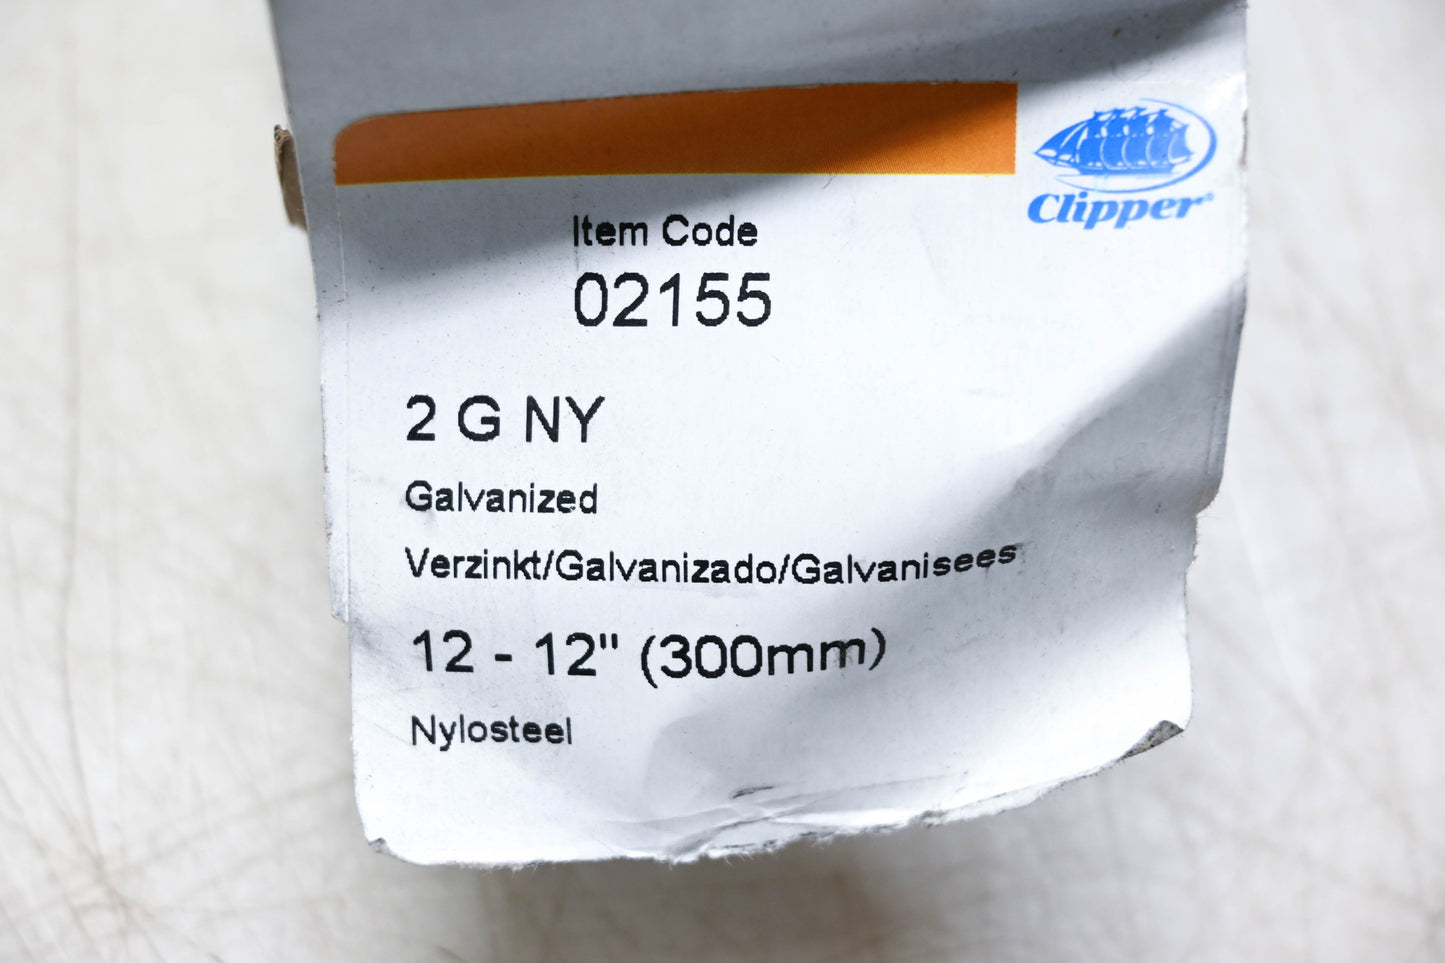 Clipper®
Item Code
02155
2 G NY
Galvanized
Verzinkt/Galvanizado/Galvanisees
12 - 12" (300mm)
Nylosteel